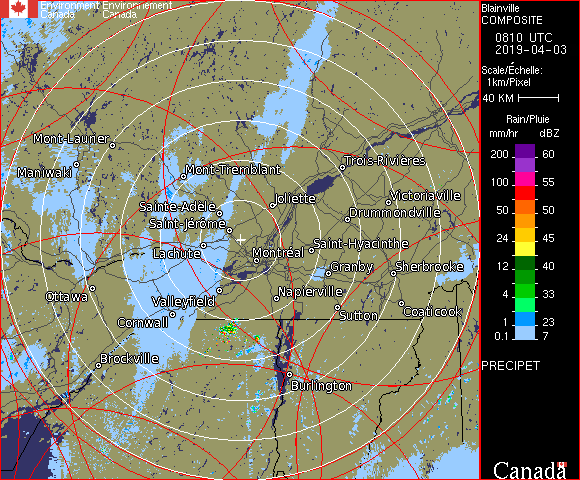 Environment Environnement
Canada Canada
Mont-Laurier
Maniwaki
Mont-Tremblant
Trois-Rivières
Sainte-Adèle
Joliette
Victoriaville
Drummondville
Saint-Jérôme
Lachute
Montréal
Saint-Hyacinthe
Granby
Sherbrooke
Ottawa
Valleyfield
Napierville
Cornwall
Sutton
Coaticook
Brockville
Burlington
Blainville
COMPOSITE
0810 UTC
2019-04-03
Scale/Échelle:
1km/Pixel
40 KM
Rain/Pluie
mm/hr dBZ
200 60
100 55
50 50
24 45
12 40
4 33
1 23
0.1 7
PRECIPET
Canada